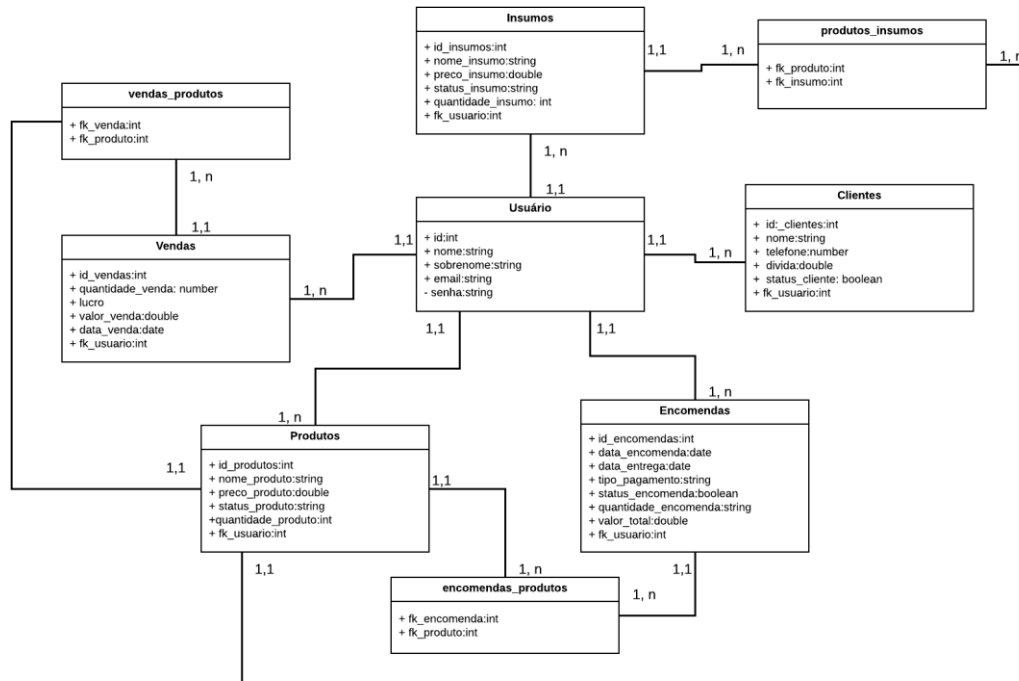 Insumos
+ id_insumos:int
+ nome_insumo:string
+ preco_insumo:double
+ status_insumo:string
+ quantidade_insumo: int
+ fk_usuario:int
1,1
1, n
produtos_insumos
+ fk_produto:int
+ fk_insumo:int
1, n
vendas_produtos
+ fk_venda:int
+ fk_produto:int
1, n
1,1
1, n
1,1
Vendas
+ id_vendas:int
+ quantidade_venda: number
+ lucro
+ valor_venda:double
+ data_venda:date
+ fk_usuario:int
1, n
1,1
Usuário
+ id:int
+ nome:string
+ sobrenome:string
+ email:string
- senha:string
1,1
1, n
Clientes
+ id:_clientes:int
+ nome:string
+ telefone:number
+ divida:double
+ status_cliente: boolean
+ fk_usuario:int
1,1
1,1
1, n
1, n
Produtos
+ id_produtos:int
+ nome_produto:string
+ preco_produto:double
+ status_produto:string
+quantidade_produto:int
+ fk_usuario:int
1,1
1,1
1,1
Encomendas
+ id_encomendas:int
+ data_encomenda:date
+ data_entrega:date
+ tipo_pagamento:string
+ status_encomenda:boolean
+ quantidade_encomenda:string
+ valor_total:double
+ fk_usuario:int
1,1
1, n
1, n
encomendas_produtos
+ fk_encomenda:int
+ fk_produto:int